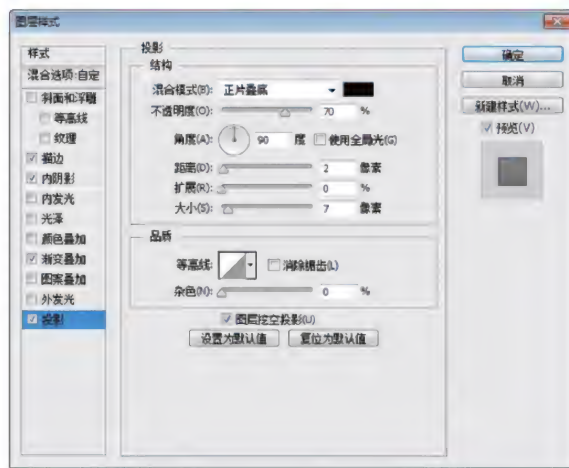 图层样式
样式
混合选项:自定
斜面和浮雕
等高线
纹理
描边
内阴影
内发光
光泽
颜色叠加
渐变叠加
图案叠加
外发光
投影
投影
结构
混合模式(B): 正片叠底
不透明度(O): 70 %
角度(A): 90 度 使用全局光(G)
距离(D): 2 像素
扩展(R): 0 %
大小(S): 7 像素
品质
等高线: 消除锯齿(L)
杂色(N): 0 %
图层挖空投影(U)
设置为默认值 复位为默认值
确定
取消
新建样式(W)...
预览(V)